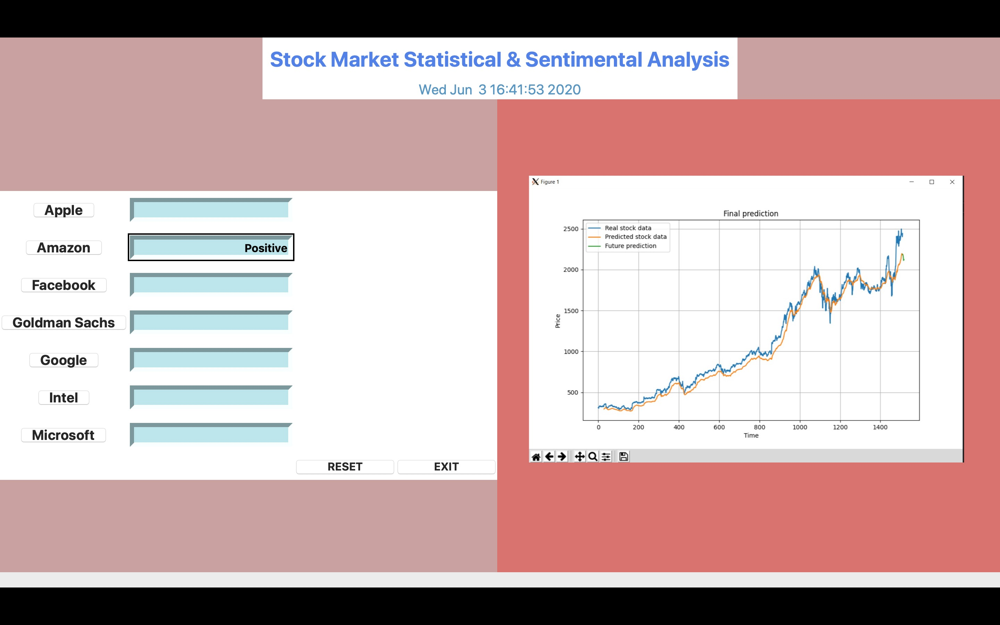 Stock Market Statistical & Sentimental Analysis
Wed Jun  3 16:41:53 2020
Apple
Amazon
Positive
Facebook
Goldman Sachs
Google
Intel
Microsoft
RESET
EXIT
Figure 1
Final prediction
Real stock data
Predicted stock data
Future prediction
2500
2000
1500
1000
500
Price
0 200 400 600 800 1000 1200 1400
Time